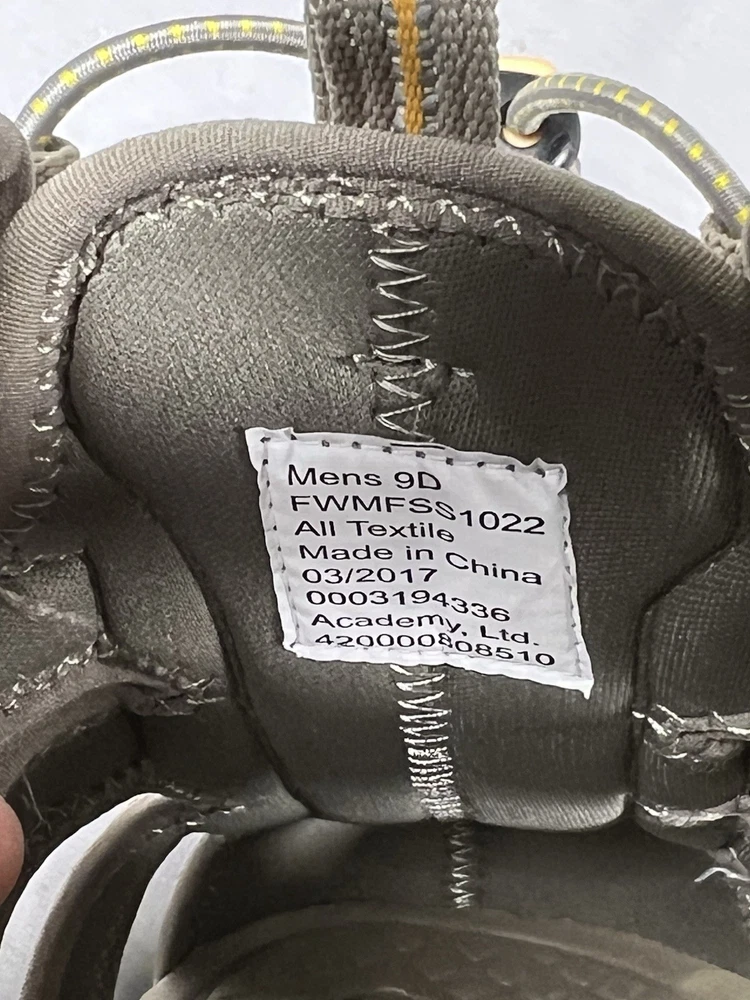 Mens 9D
FWMFSS1022
All Textile
Made in China
03/2017
0003194336
Academy, Ltd.
420000808510